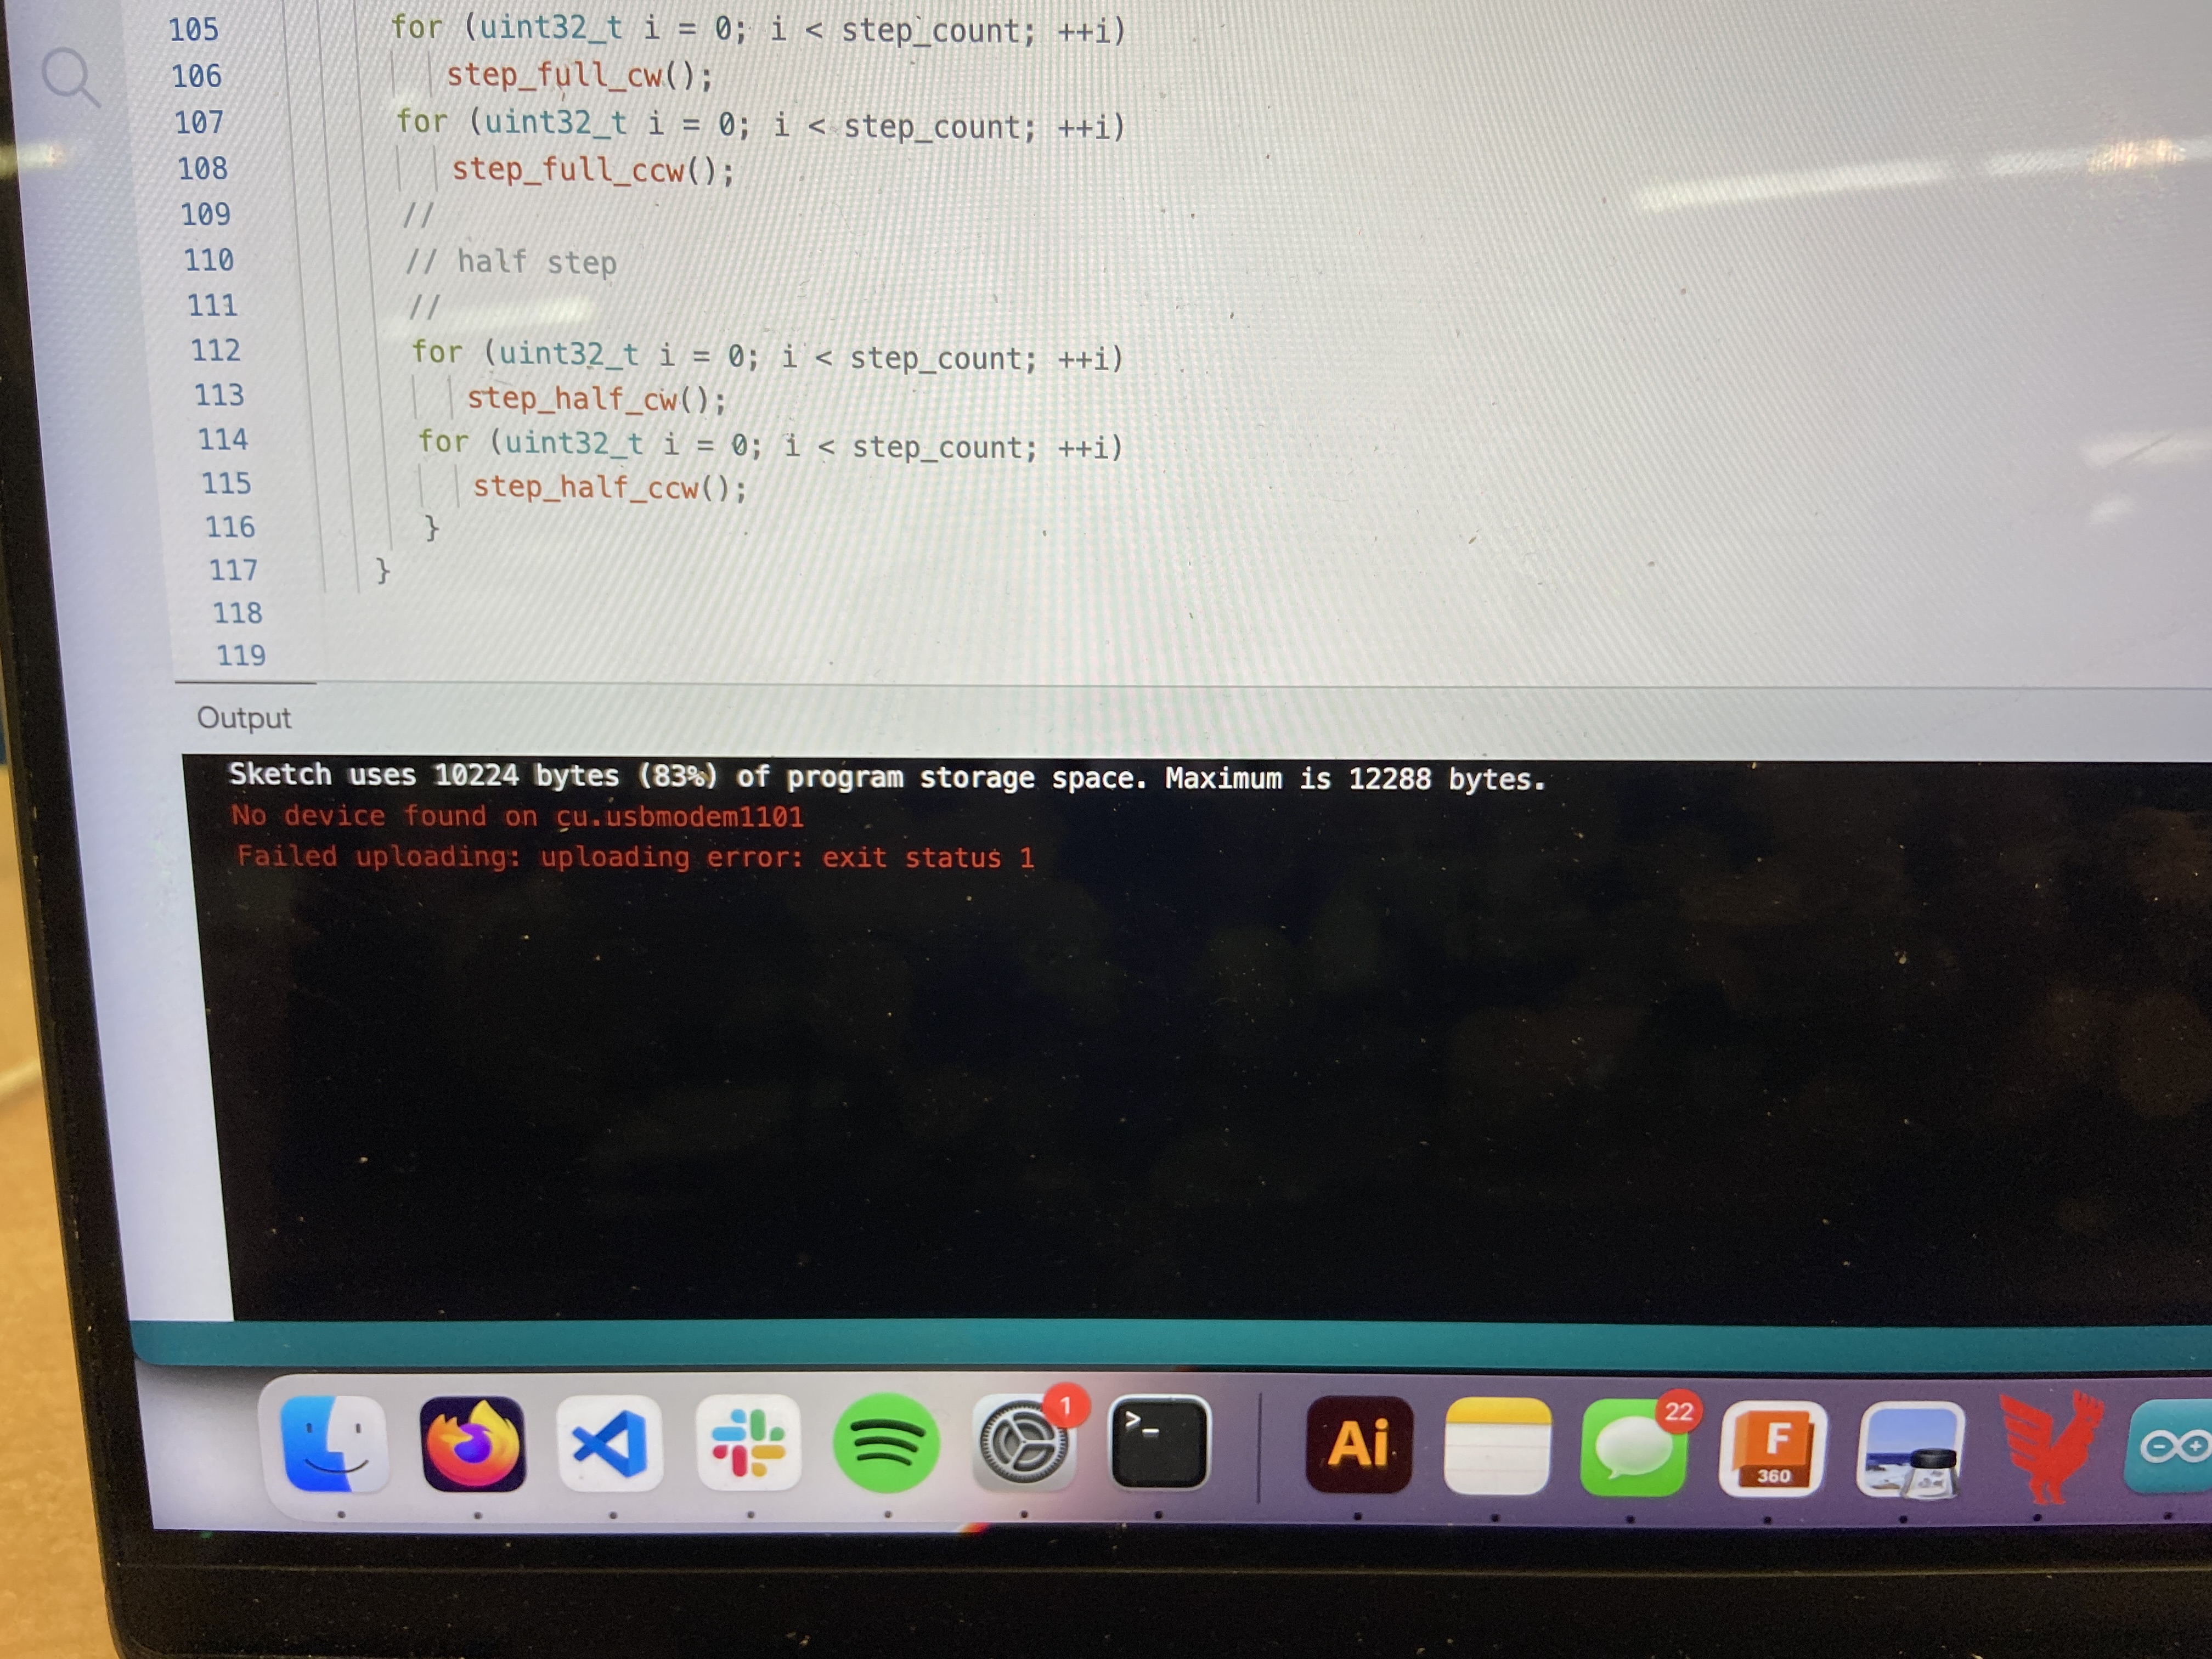 105 for (uint32_t i = 0; i < step_count; ++i)
106 step_full_cw();
107 for (uint32_t i = 0; i < step_count; ++i)
108 step_full_ccw();
109 //
110 // half step
111 //
112 for (uint32_t i = 0; i < step_count; ++i)
113 step_half_cw();
114 for (uint32_t i = 0; i < step_count; ++i)
115 step_half_ccw();
116 }
117 }
118
119
Output
Sketch uses 10224 bytes (83%) of program storage space. Maximum is 12288 bytes.
No device found on cu.usbmodem1101
Failed uploading: uploading error: exit status 1
1
>_
Ai
22
F
360